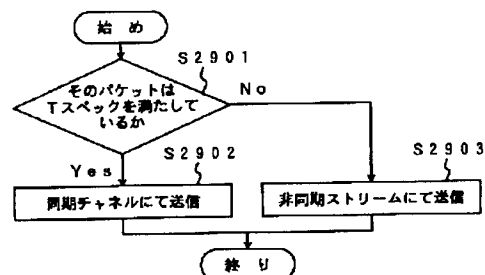 始め
S2901
そのパケットは
Tスペックを満たして
いるか
No
Yes
S2902
S2903
同期チャネルにて送信
非同期ストリームにて送信
終り